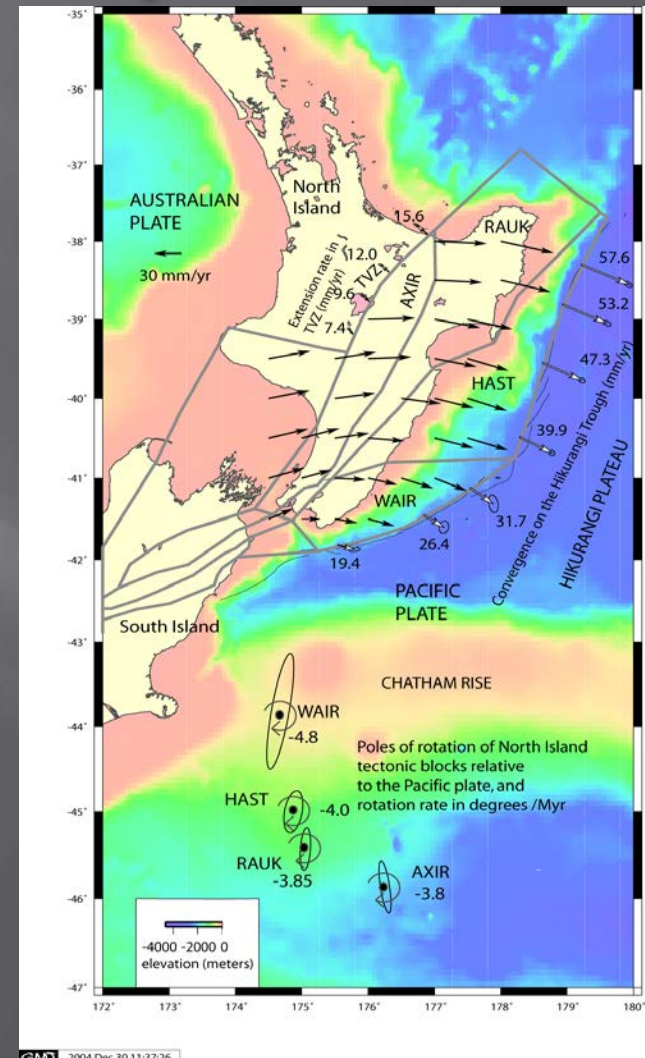 -35°
-36°
-37°
-38°
-39°
-40°
-41°
-42°
-43°
-44°
-45°
-46°
-47°
172°
173°
174°
175°
176°
177°
178°
179°
180°
AUSTRALIAN
PLATE
30 mm/yr
North
Island
15.6
RAUK
12.0
TVZ
9.6
Extension rate in
TVZ (mm/yr)
7.4
AXIR
57.6
53.2
47.3
HAST
39.9
WAIR
31.7
26.4
19.4
Convergence on the Hikurangi Trough (mm/yr)
HIKURANGI PLATEAU
PACIFIC
PLATE
South Island
CHATHAM RISE
WAIR
-4.8
Poles of rotation of North Island
tectonic blocks relative
to the Pacific plate, and
rotation rate in degrees /Myr
HAST
-4.0
RAUK
-3.85
AXIR
-3.8
-4000 -2000 0
elevation (meters)
GMT 2004 Dec 30 11:37:26